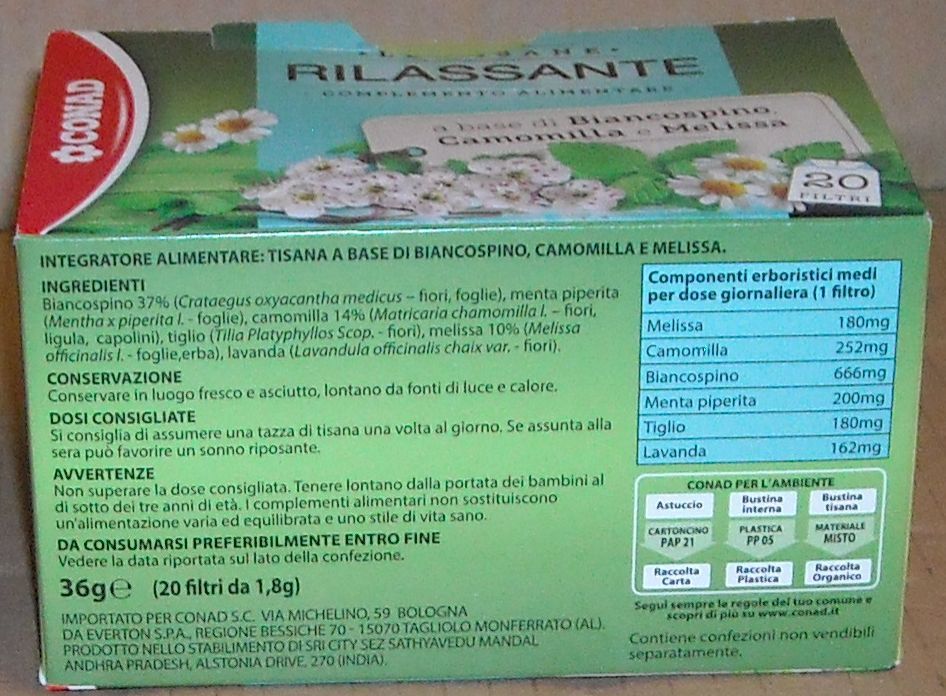 CONAD
RILASSANTE
COMPLEMENTO ALIMENTARE
a base di Biancospino
Camomilla e Melissa
20
FILTRI
INTEGRATORE ALIMENTARE: TISANA A BASE DI BIANCOSPINO, CAMOMILLA E MELISSA.
INGREDIENTI
Biancospino 37% (Crataegus oxyacantha medicus – fiori, foglie), menta piperita
(Mentha x piperita l. - foglie), camomilla 14% (Matricaria chamomilla l. – fiori,
ligula, capolini), tiglio (Tilia Platyphyllos Scop. - fiori), melissa 10% (Melissa
officinalis l. - foglie,erba), lavanda (Lavandula officinalis chaix var. - fiori).
CONSERVAZIONE
Conservare in luogo fresco e asciutto, lontano da fonti di luce e calore.
DOSI CONSIGLIATE
Si consiglia di assumere una tazza di tisana una volta al giorno. Se assunta alla
sera può favorire un sonno riposante.
AVVERTENZE
Non superare la dose consigliata. Tenere lontano dalla portata dei bambini al
di sotto dei tre anni di età. I complementi alimentari non sostituiscono
un'alimentazione varia ed equilibrata e uno stile di vita sano.
DA CONSUMARSI PREFERIBILMENTE ENTRO FINE
Vedere la data riportata sul lato della confezione.
36g℮ (20 filtri da 1,8g)
IMPORTATO PER CONAD S.C. VIA MICHELINO, 59 BOLOGNA
DA EVERTON S.P.A., REGIONE BESSICHE 70 - 15070 TAGLIOLO MONFERRATO (AL).
PRODOTTO NELLO STABILIMENTO DI SRI CITY SEZ SATHYAVEDU MANDAL
ANDHRA PRADESH, ALSTONIA DRIVE, 270 (INDIA).
Componenti erboristici medi
per dose giornaliera (1 filtro)
Melissa 180mg
Camomilla 252mg
Biancospino 666mg
Menta piperita 200mg
Tiglio 180mg
Lavanda 162mg
CONAD PER L'AMBIENTE
Astuccio
CARTONCINO
PAP 21
Raccolta
Carta
Bustina
interna
PLASTICA
PP 05
Raccolta
Plastica
Bustina
tisana
MATERIALE
MISTO
Raccolta
Organico
Segui sempre le regole del tuo comune e
scopri di più su www.conad.it
Contiene confezioni non vendibili
separatamente.